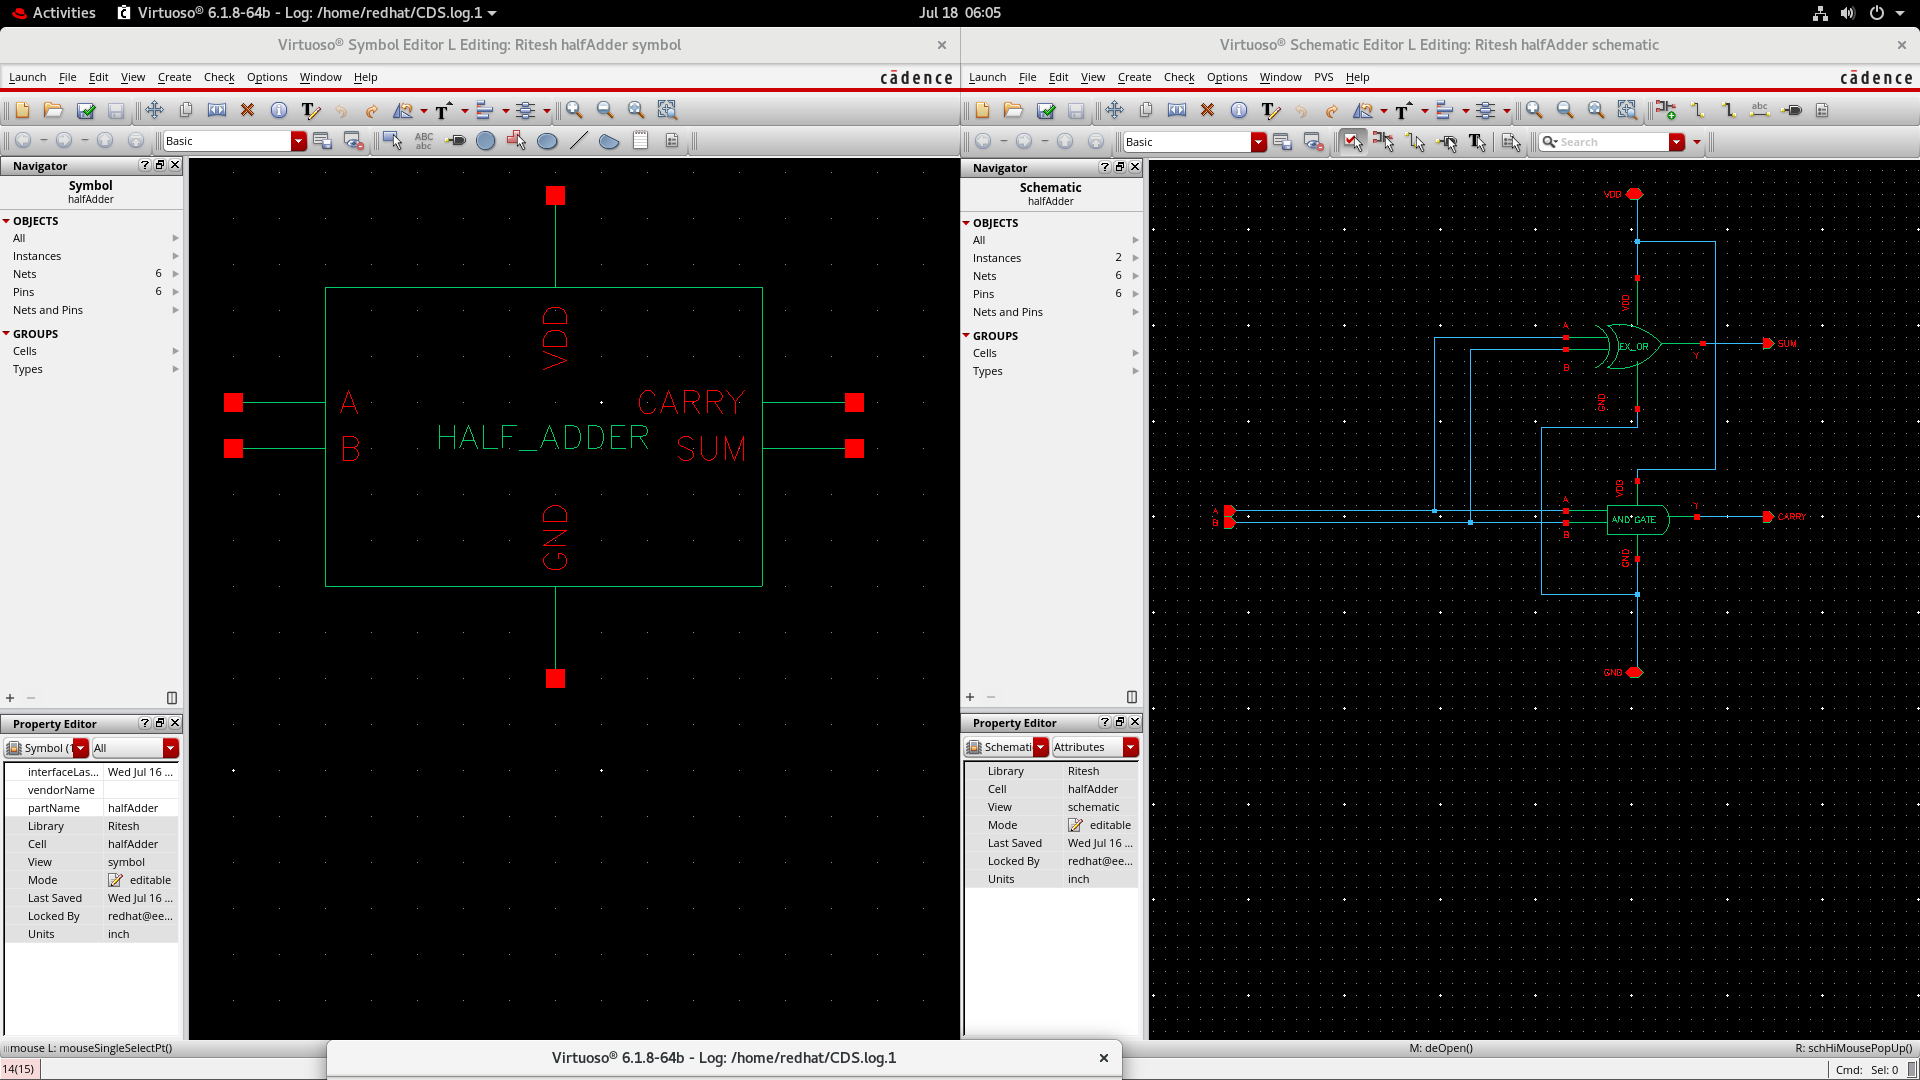 Activities
Virtuoso® 6.1.8-64b - Log: /home/redhat/CDS.log.1
Jul 18 06:05
Virtuoso® Symbol Editor L Editing: Ritesh halfAdder symbol
Launch File Edit View Create Check Options Window Help
cādence
Basic
ABC
abc
Navigator
Symbol
halfAdder
OBJECTS
All
Instances
Nets 6
Pins 6
Nets and Pins
GROUPS
Cells
Types
Property Editor
Symbol (1
All
interfaceLas... Wed Jul 16 ...
vendorName
partName halfAdder
Library Ritesh
Cell halfAdder
View symbol
Mode editable
Last Saved Wed Jul 16 ...
Locked By redhat@ee...
Units inch
VDD
A
CARRY
HALF_ADDER
B
SUM
GND
mouse L: mouseSingleSelectPt()
14(15)
Virtuoso® Schematic Editor L Editing: Ritesh halfAdder schematic
Launch File Edit View Create Check Options Window PVS Help
cādence
abc
Basic
Search
Navigator
Schematic
halfAdder
OBJECTS
All
Instances 2
Nets 6
Pins 6
Nets and Pins
GROUPS
Cells
Types
Property Editor
Schemati
Attributes
Library Ritesh
Cell halfAdder
View schematic
Mode editable
Last Saved Wed Jul 16 ...
Locked By redhat@ee...
Units inch
VDD
VDD
A
EX_OR
SUM
Y
B
GND
VDD
A
Y
A
B
AND GATE
CARRY
B
GND
GND
M: deOpen()
R: schHiMousePopUp()
Virtuoso® 6.1.8-64b - Log: /home/redhat/CDS.log.1
Cmd: Sel: 0